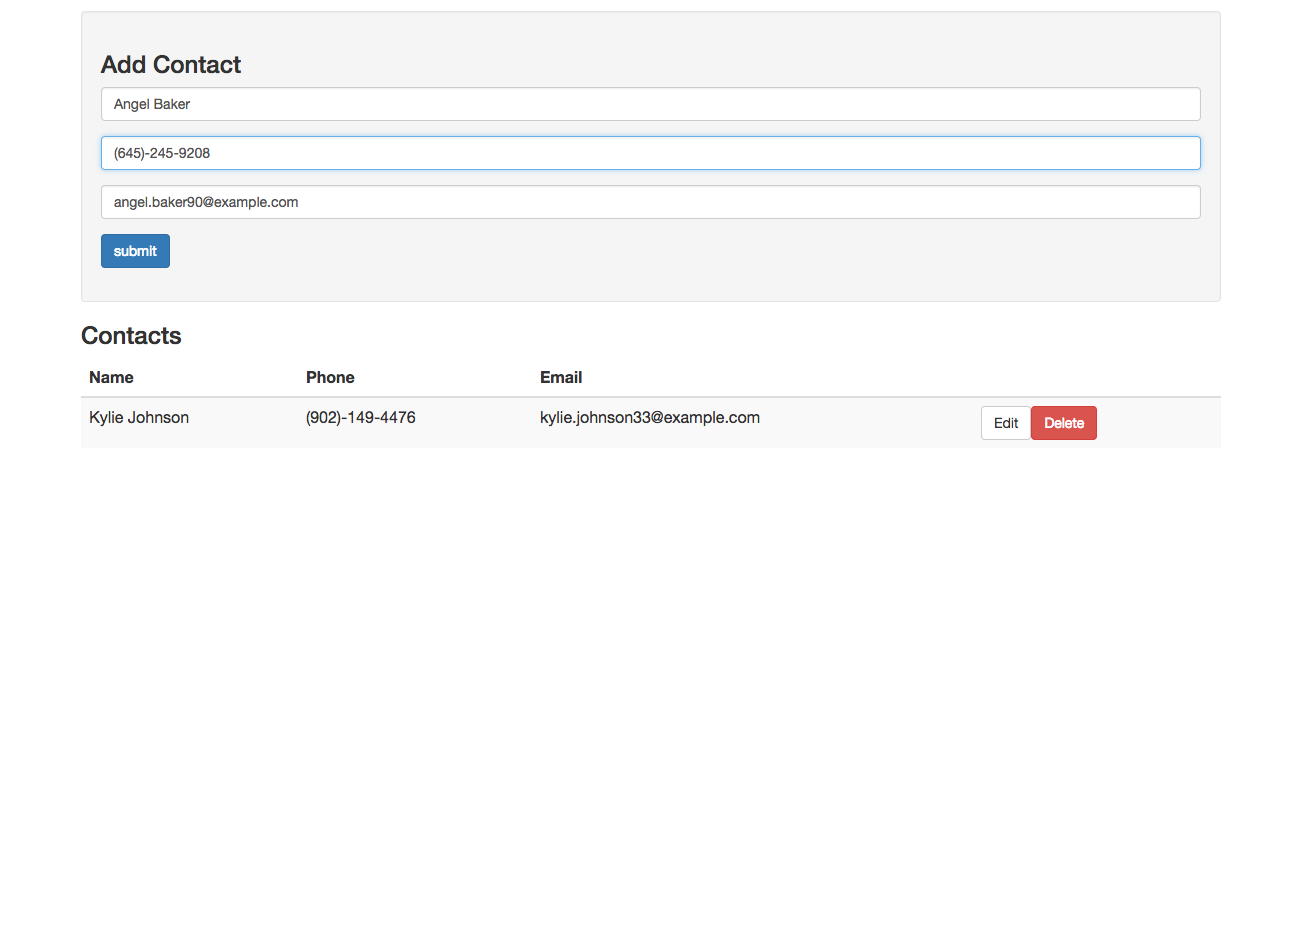 Add Contact
Angel Baker
(645)-245-9208
angel.baker90@example.com
submit
Contacts
Name Phone Email
Kylie Johnson (902)-149-4476 kylie.johnson33@example.com Edit Delete